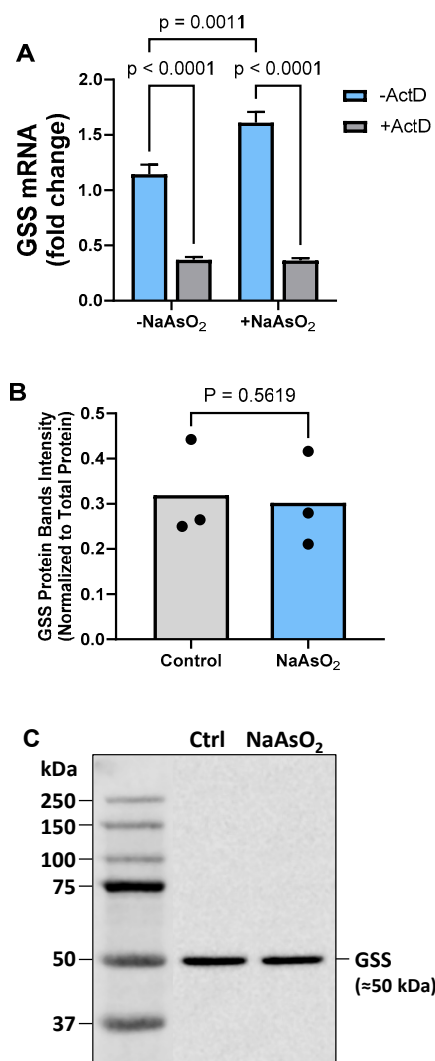 A
p = 0.0011
p < 0.0001 p < 0.0001
-ActD
+ActD
GSS mRNA
(fold change)
2.0
1.5
1.0
0.5
0.0
-NaAsO₂ +NaAsO₂
B
P = 0.5619
GSS Protein Bands Intensity
(Normalized to Total Protein)
0.5
0.4
0.3
0.2
0.1
0.0
Control NaAsO₂
C
Ctrl NaAsO₂
kDa
250
150
100
75
50
37
GSS
(≈50 kDa)